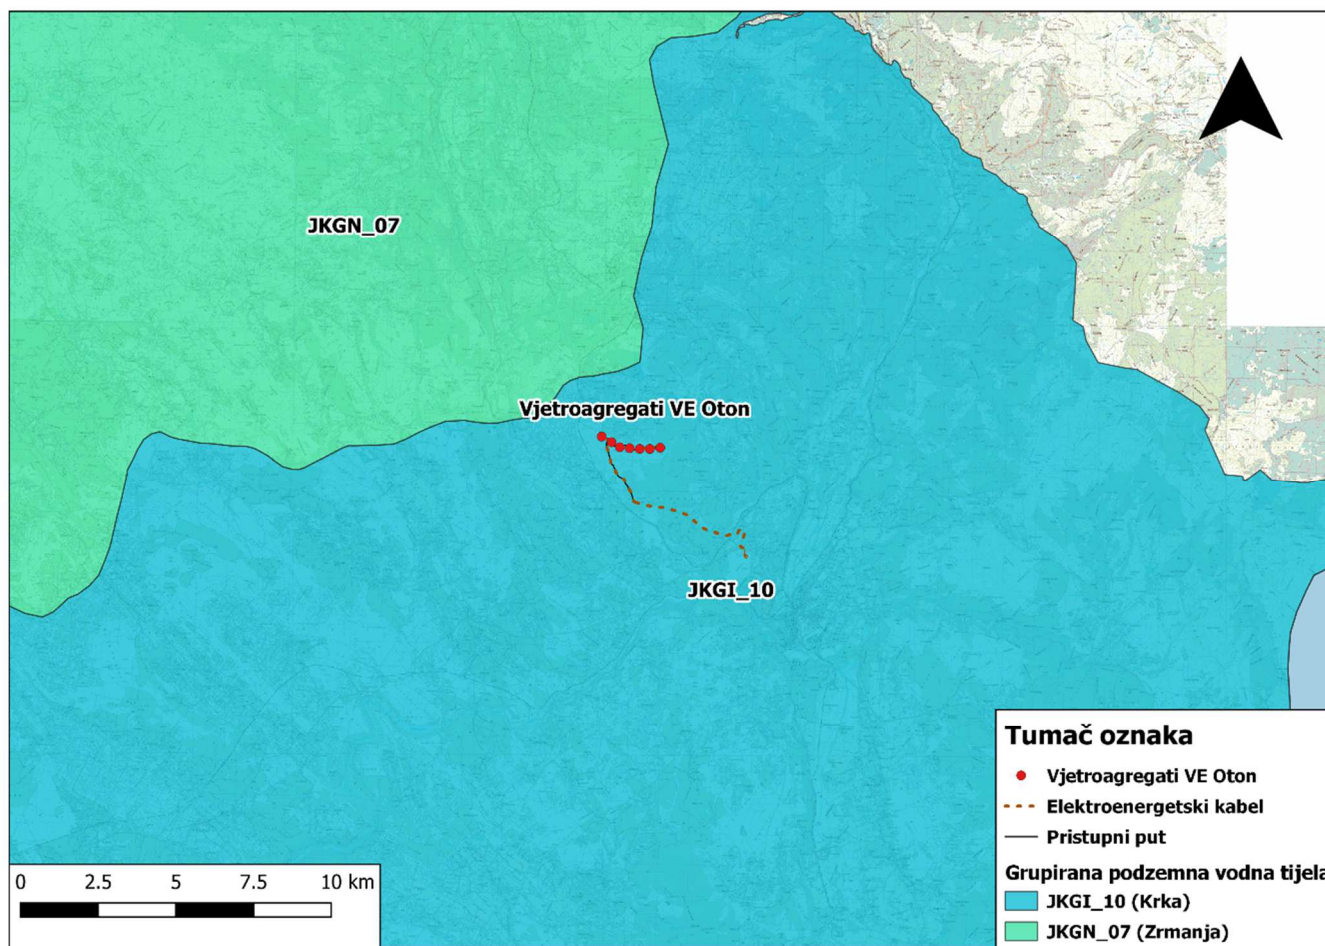 JKGN_07
Vjetroagregati VE Oton
JKGI_10
Tumač oznaka
Vjetroagregati VE Oton
Elektroenergetski kabel
Pristupni put
Grupirana podzemna vodna tijela
JKGI_10 (Krka)
JKGN_07 (Zrmanja)
0 2.5 5 7.5 10 km